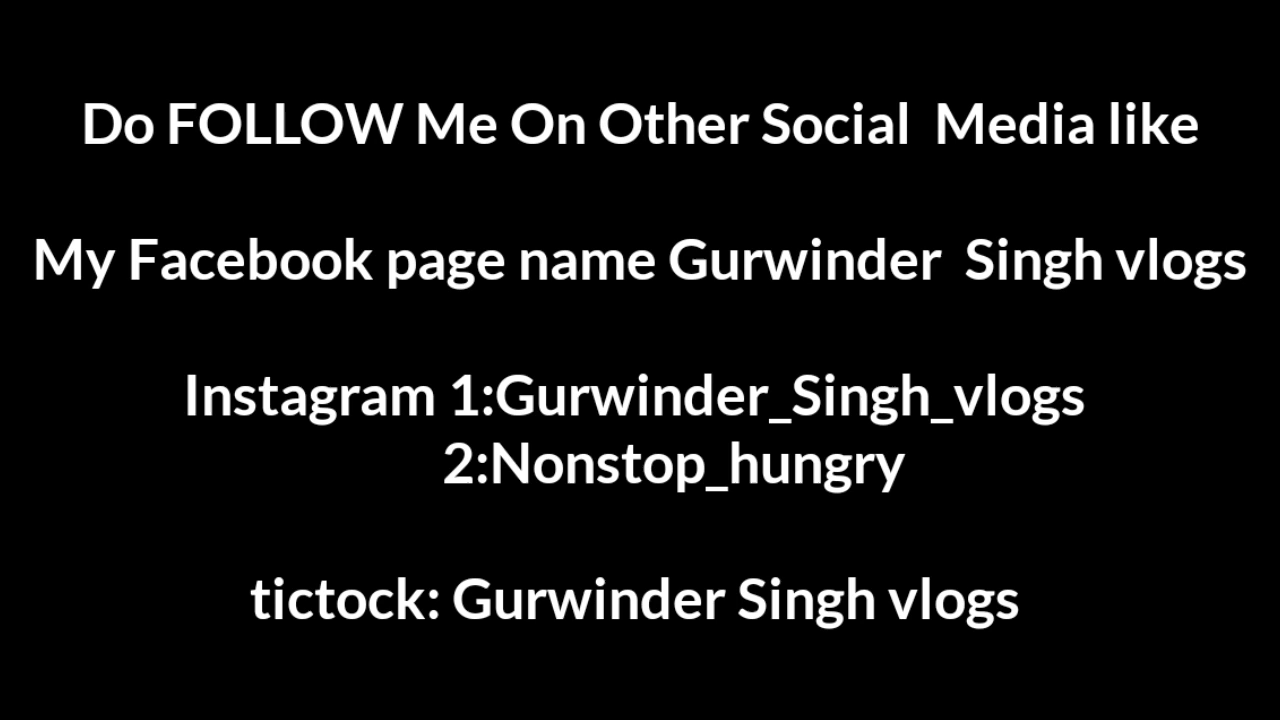 Do FOLLOW Me On Other Social  Media like
My Facebook page name Gurwinder  Singh vlogs
Instagram 1:Gurwinder_Singh_vlogs
2:Nonstop_hungry
tictock: Gurwinder Singh vlogs